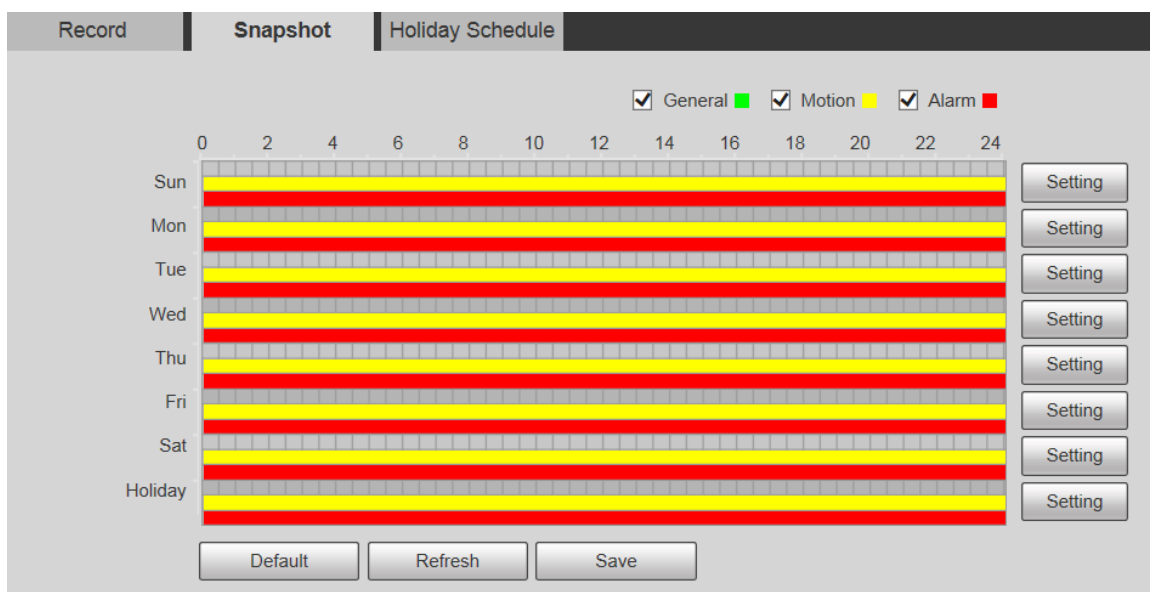 Record Snapshot Holiday Schedule
General Motion Alarm
0 2 4 6 8 10 12 14 16 18 20 22 24
Sun Setting
Mon Setting
Tue Setting
Wed Setting
Thu Setting
Fri Setting
Sat Setting
Holiday Setting
Default Refresh Save